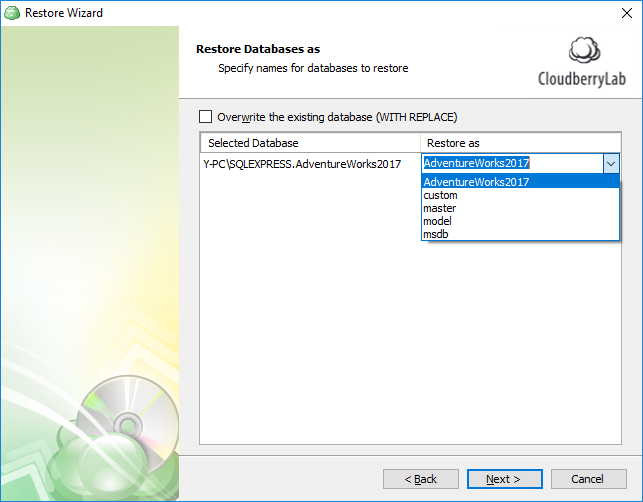 Restore Wizard
Restore Databases as
Specify names for databases to restore
CloudberryLab
Overwrite the existing database (WITH REPLACE)
Selected Database Restore as
Y-PC\SQLEXPRESS.AdventureWorks2017 AdventureWorks2017
AdventureWorks2017
custom
master
model
msdb
< Back Next > Cancel